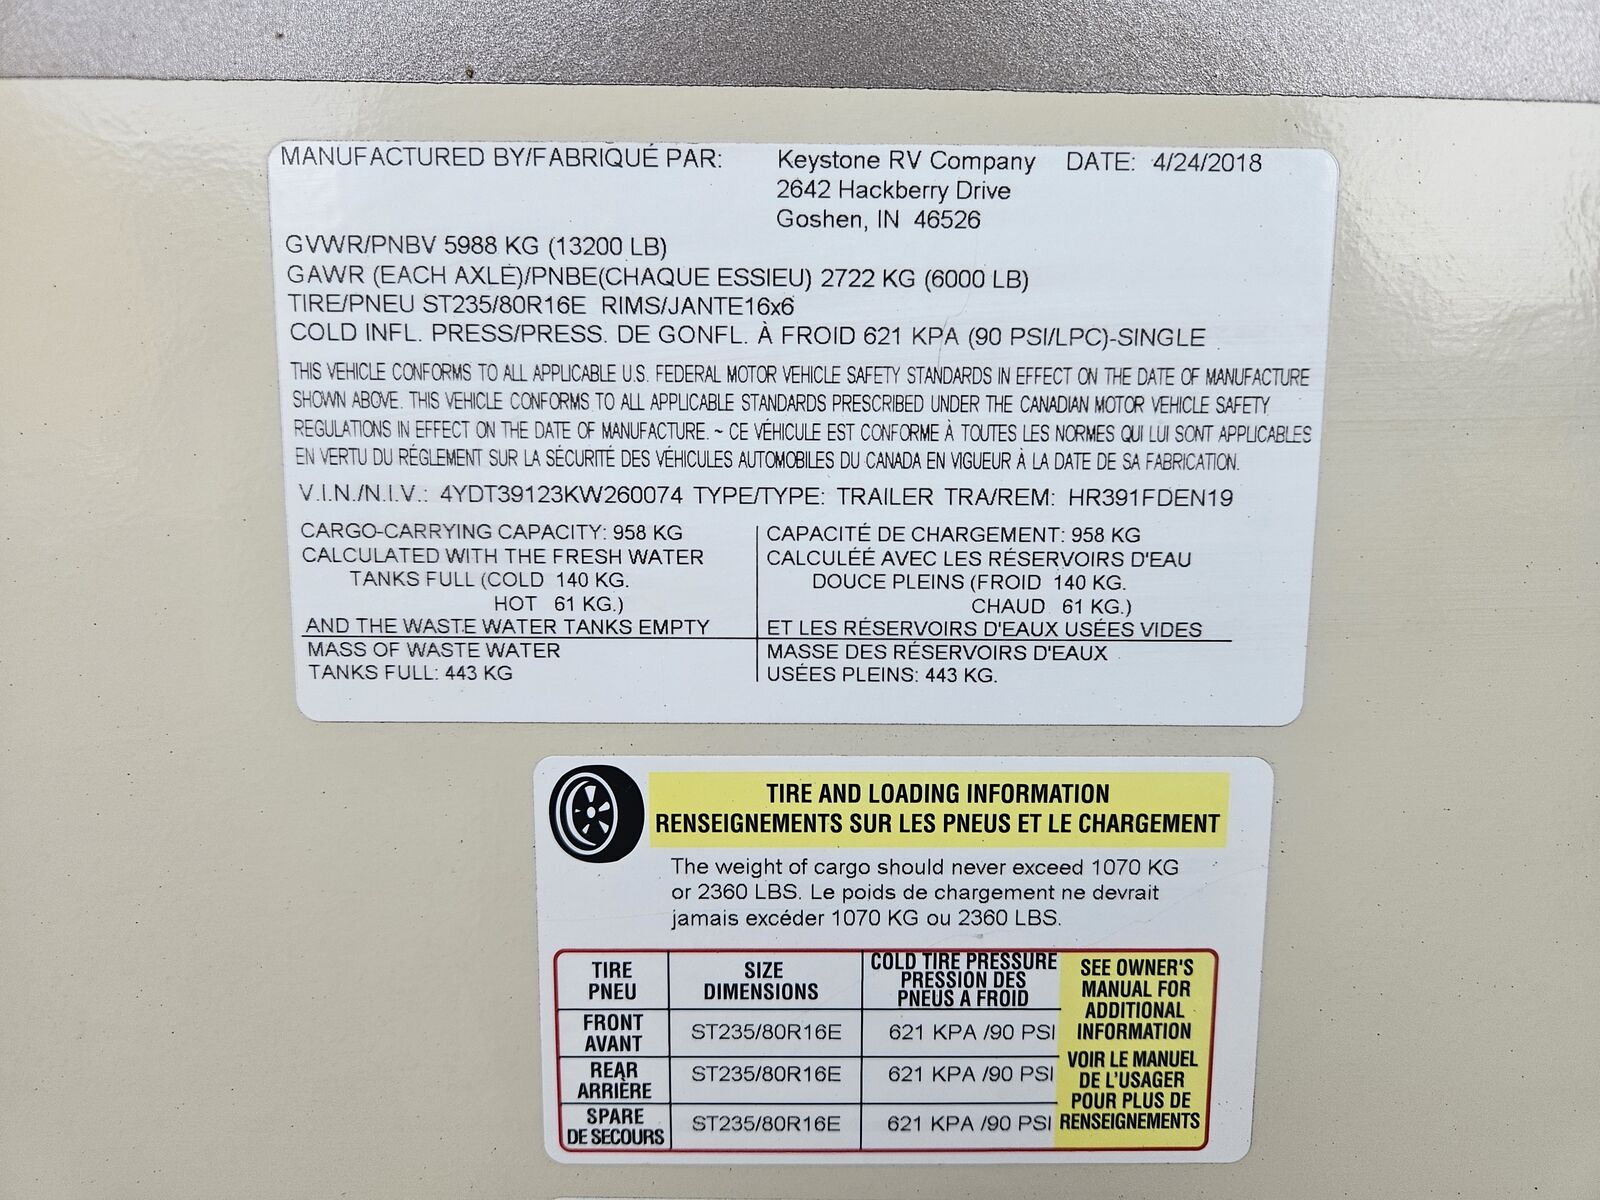 MANUFACTURED BY/FABRIQUÉ PAR: Keystone RV Company DATE: 4/24/2018
2642 Hackberry Drive
Goshen, IN 46526
GVWR/PNBV 5988 KG (13200 LB)
GAWR (EACH AXLE)/PNBE(CHAQUE ESSIEU) 2722 KG (6000 LB)
TIRE/PNEU ST235/80R16E RIMS/JANTE16x6
COLD INFL. PRESS/PRESS. DE GONFL. À FROID 621 KPA (90 PSI/LPC)-SINGLE
THIS VEHICLE CONFORMS TO ALL APPLICABLE U.S. FEDERAL MOTOR VEHICLE SAFETY STANDARDS IN EFFECT ON THE DATE OF MANUFACTURE
SHOWN ABOVE. THIS VEHICLE CONFORMS TO ALL APPLICABLE STANDARDS PRESCRIBED UNDER THE CANADIAN MOTOR VEHICLE SAFETY
REGULATIONS IN EFFECT ON THE DATE OF MANUFACTURE. ~ CE VÉHICULE EST CONFORME À TOUTES LES NORMES QUI LUI SONT APPLICABLES
EN VERTU DU RÉGLEMENT SUR LA SÉCURITÉ DES VÉHICULES AUTOMOBILES DU CANADA EN VIGUEUR À LA DATE DE SA FABRICATION.
V.I.N./N.I.V.: 4YDT39123KW260074 TYPE/TYPE: TRAILER TRA/REM: HR391FDEN19
CARGO-CARRYING CAPACITY: 958 KG
CALCULATED WITH THE FRESH WATER
TANKS FULL (COLD 140 KG.
HOT 61 KG.)
AND THE WASTE WATER TANKS EMPTY
MASS OF WASTE WATER
TANKS FULL: 443 KG
CAPACITÉ DE CHARGEMENT: 958 KG
CALCULÉÉ AVEC LES RÉSERVOIRS D'EAU
DOUCE PLEINS (FROID 140 KG.
CHAUD 61 KG.)
ET LES RÉSERVOIRS D'EAUX USÉES VIDES
MASSE DES RÉSERVOIRS D'EAUX
USÉES PLEINS: 443 KG.
TIRE AND LOADING INFORMATION
RENSEIGNEMENTS SUR LES PNEUS ET LE CHARGEMENT
The weight of cargo should never exceed 1070 KG
or 2360 LBS. Le poids de chargement ne devrait
jamais excéder 1070 KG ou 2360 LBS.
TIRE
PNEU
SIZE
DIMENSIONS
COLD TIRE PRESSURE
PRESSION DES
PNEUS A FROID
FRONT
AVANT
ST235/80R16E
621 KPA /90 PSI
REAR
ARRIÈRE
ST235/80R16E
621 KPA /90 PSI
SPARE
DE SECOURS
ST235/80R16E
621 KPA /90 PSI
SEE OWNER'S
MANUAL FOR
ADDITIONAL
INFORMATION
VOIR LE MANUEL
DE L'USAGER
POUR PLUS DE
RENSEIGNEMENTS